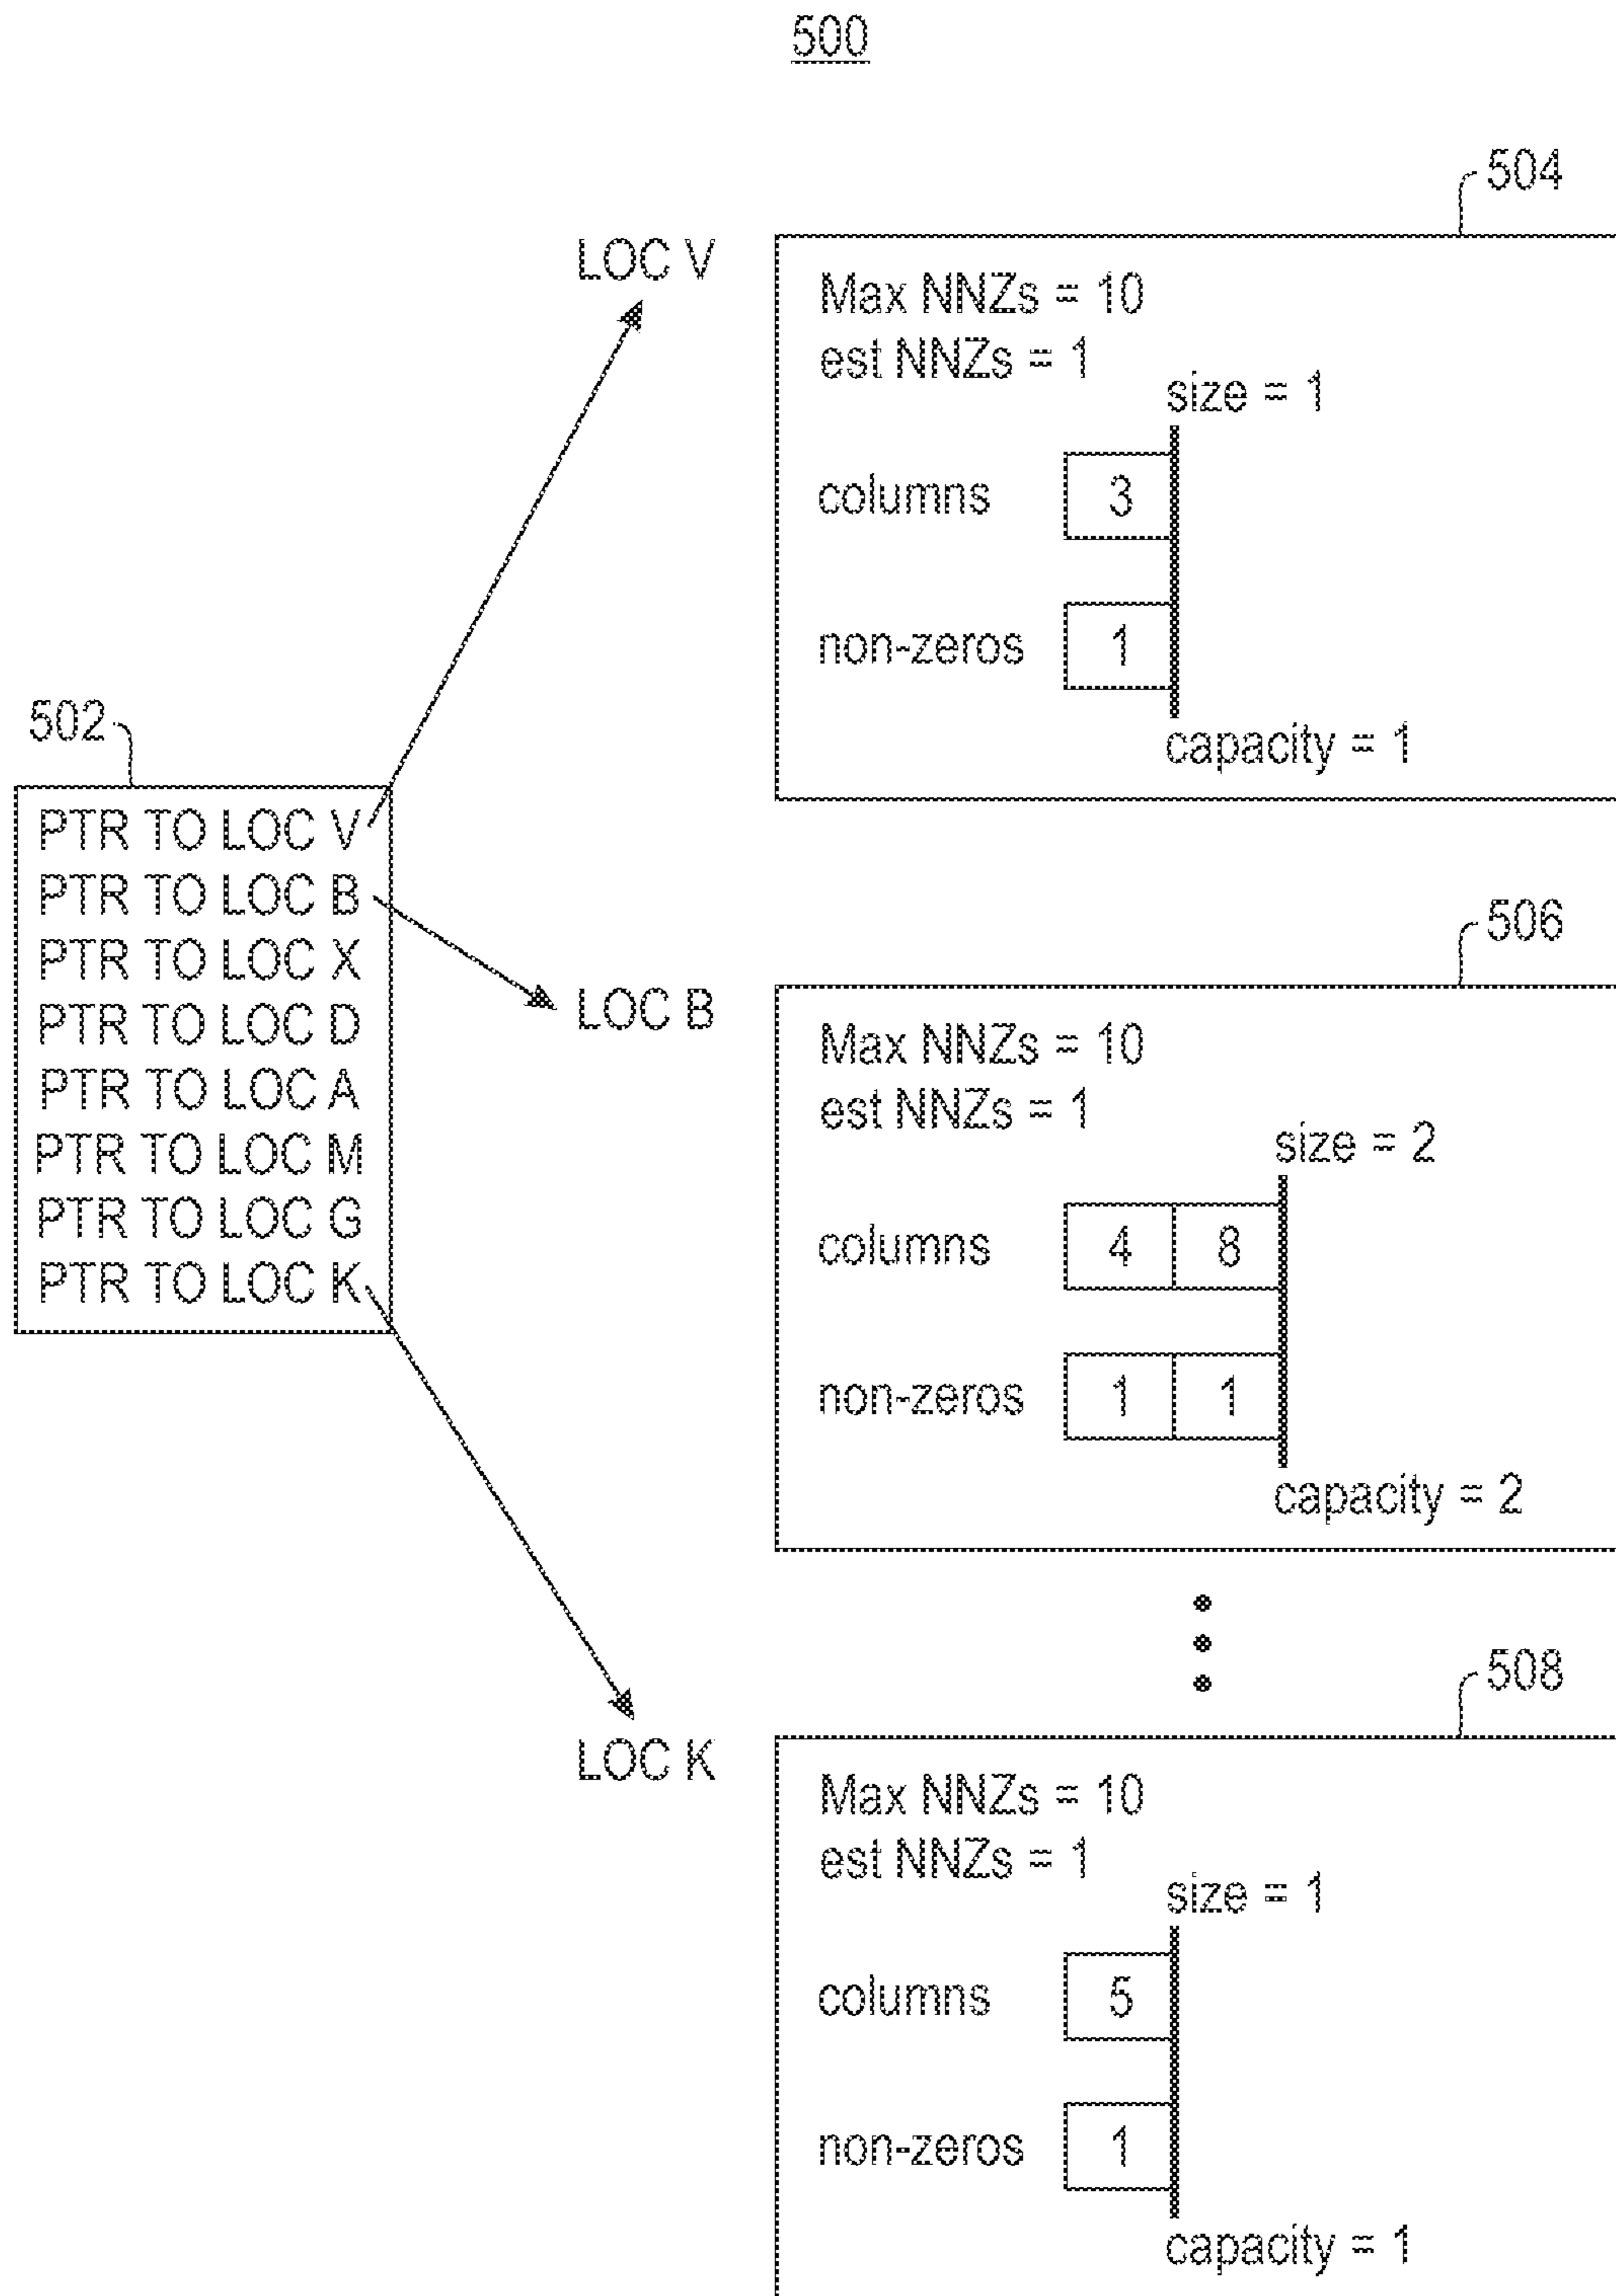 500
504
LOC V
Max NNZs = 10
est NNZs = 1
size = 1
columns 3
non-zeros 1
capacity = 1
502
PTR TO LOC V
PTR TO LOC B
PTR TO LOC X
PTR TO LOC D
PTR TO LOC A
PTR TO LOC M
PTR TO LOC G
PTR TO LOC K
506
LOC B
Max NNZs = 10
est NNZs = 1
size = 2
columns 4 8
non-zeros 1 1
capacity = 2
508
LOC K
Max NNZs = 10
est NNZs = 1
size = 1
columns 5
non-zeros 1
capacity = 1